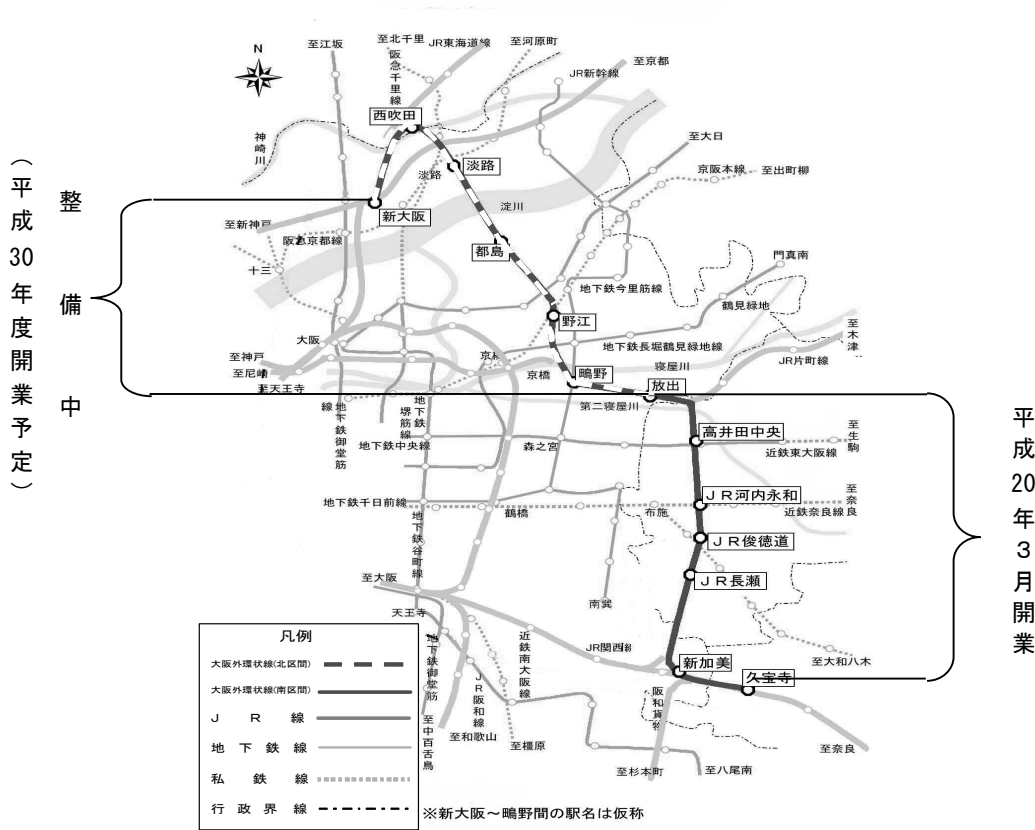 至江坂
至北千里
阪急千里線
JR東海道線
至河原町
N
JR新幹線
至京都
西吹田
神崎川
至大日
淡路
淡路
京阪本線
至出町柳
新大阪
淀川
至新神戸
阪急京都線
都島
十三
門真南
地下鉄今里筋線
鶴見緑地
野江
大阪
地下鉄長堀鶴見緑地線
至木津
京橋
京橋
寝屋川
JR片町線
至神戸
至尼崎
至天王寺
鴫野
放出
第二寝屋川
地下鉄御堂筋線
地下鉄堺筋線
地下鉄中央線
森之宮
高井田中央
近鉄東大阪線
至生駒
地下鉄千日前線
鶴橋
布施
JR河内永和
近鉄奈良線
至奈良
地下鉄谷町線
JR俊徳道
至大阪
JR長瀬
天王寺
南巽
地下鉄御堂筋
JR阪和線
近鉄南大阪線
JR関西線
新加美
至大和八木
久宝寺
阪和貨物
至中百舌鳥
至和歌山
至橿原
至杉本町
至八尾南
至奈良
整備中
（平成30年度開業予定）
平成20年3月開業
凡例
大阪外環状線(北区間)
大阪外環状線(南区間)
JR線
地下鉄線
私鉄線
行政界線
※新大阪～鴫野間の駅名は仮称